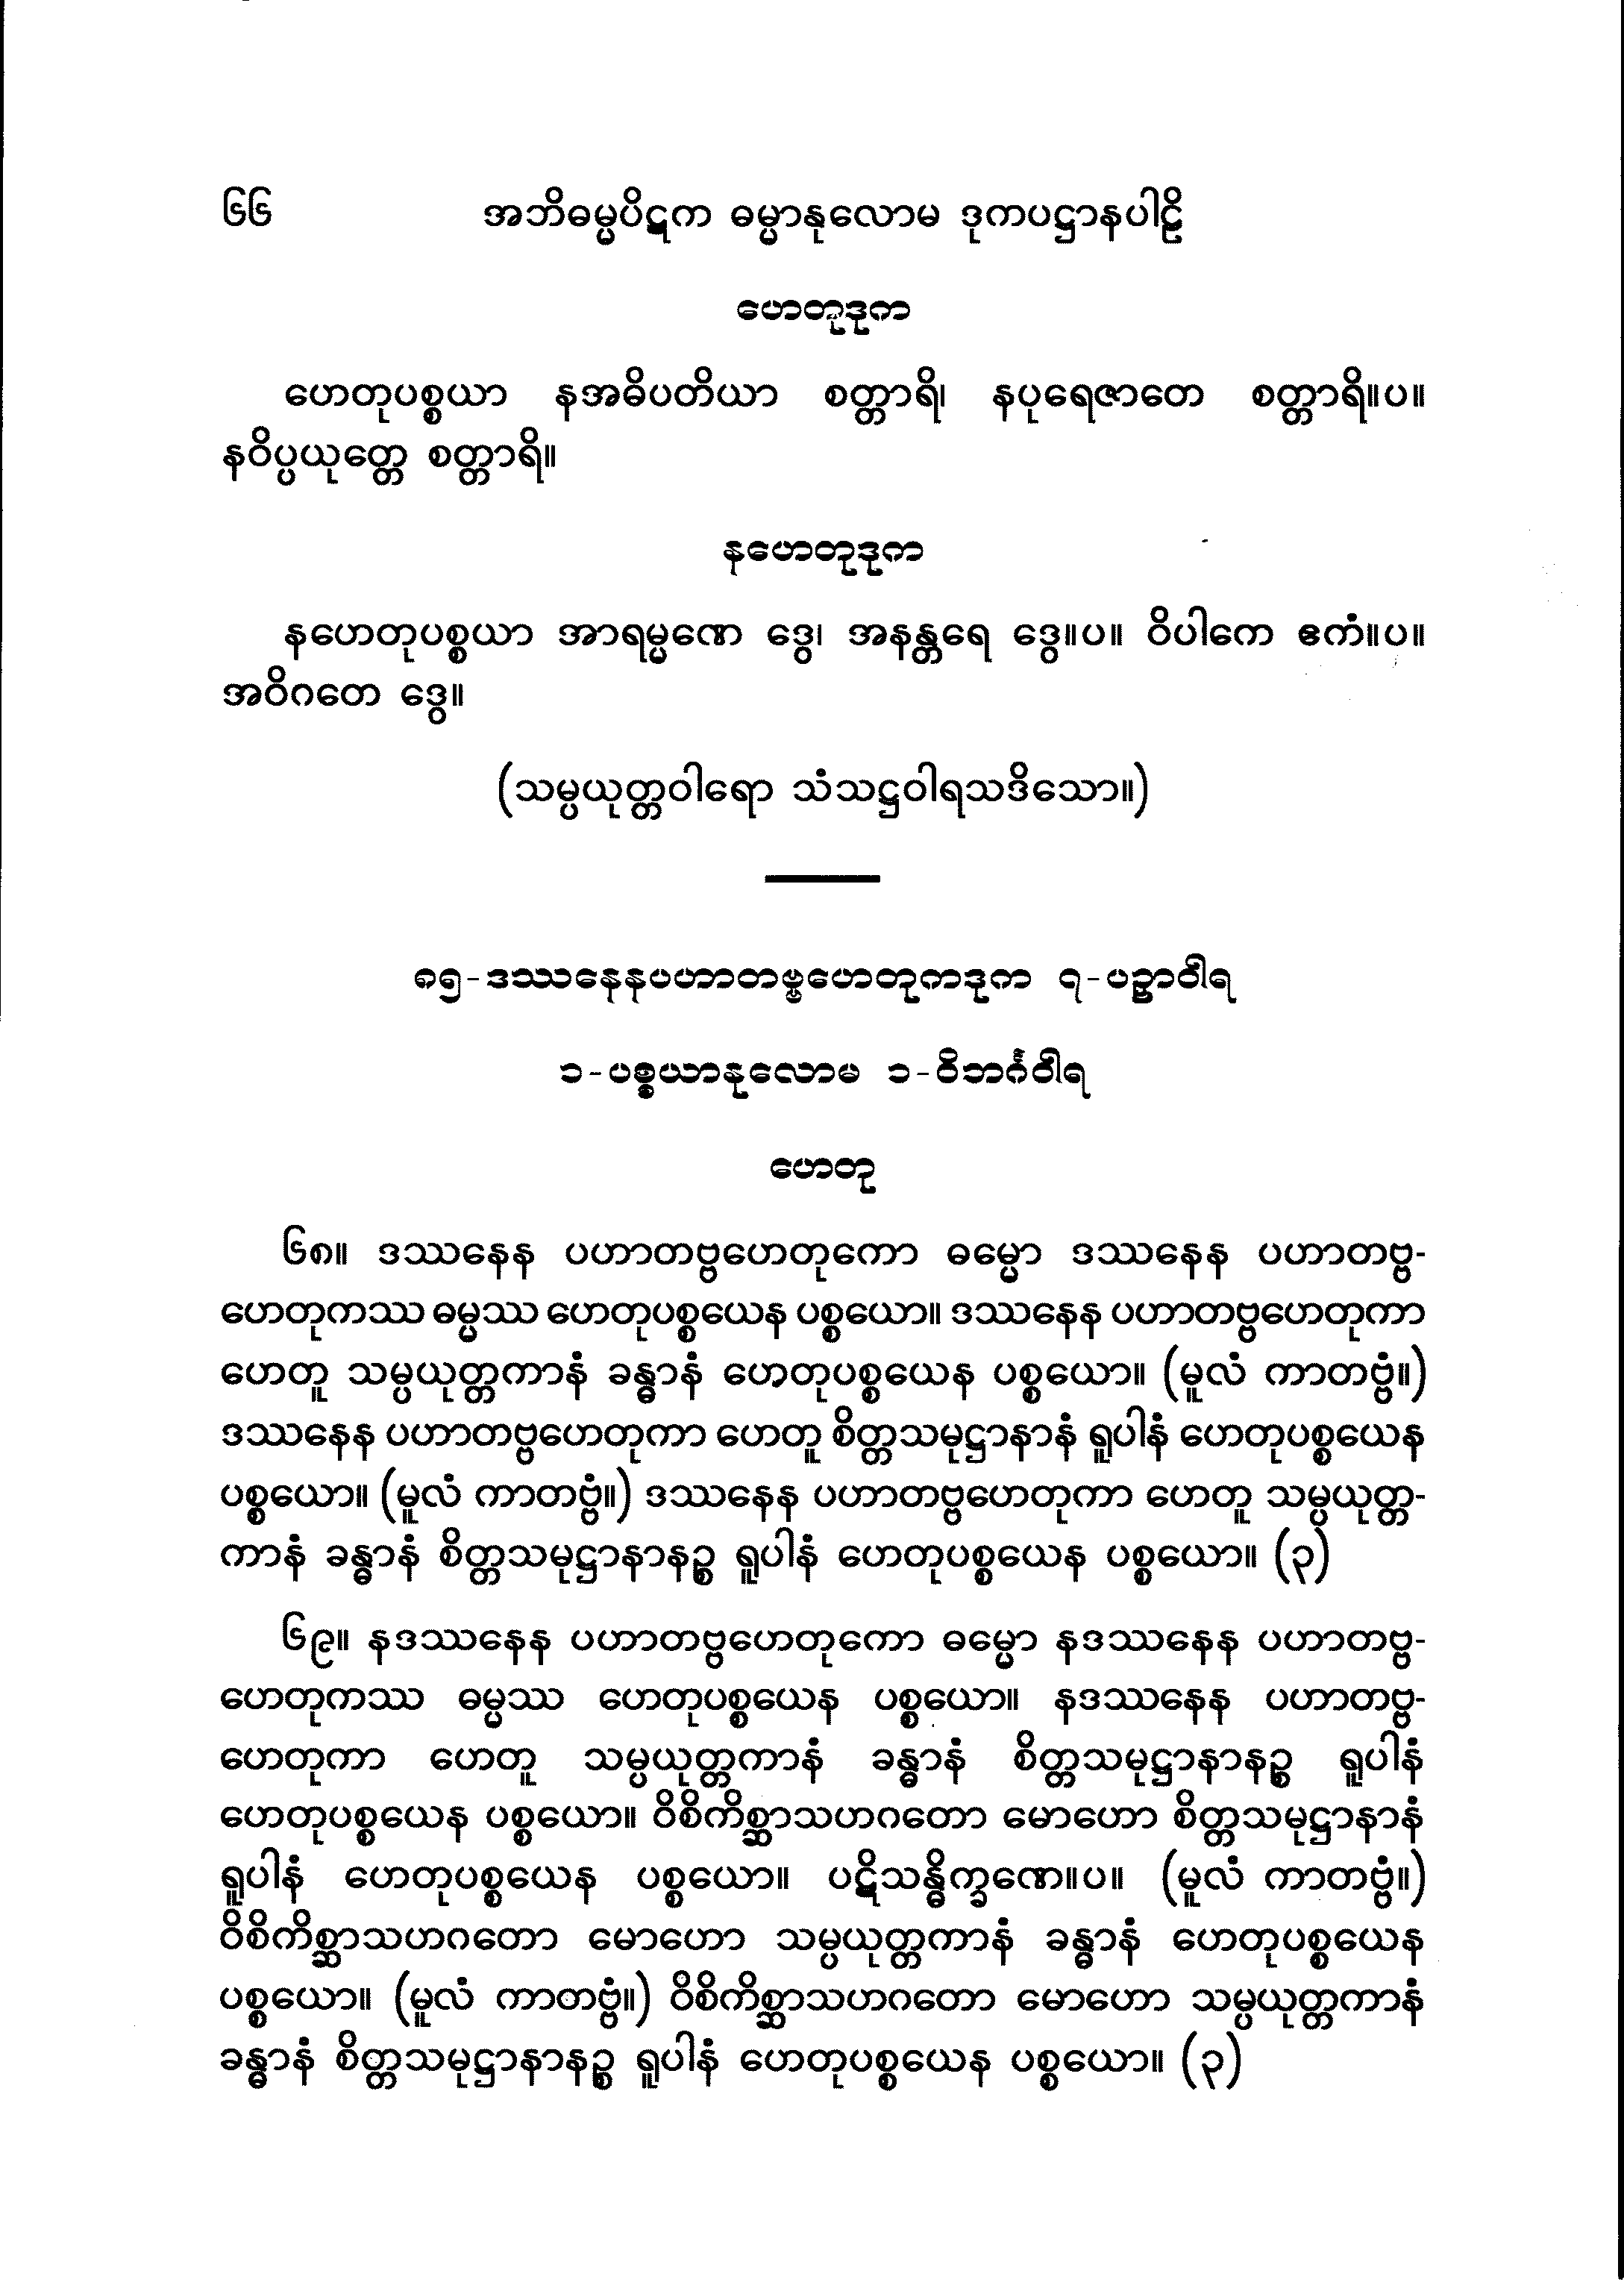 ၆၆ အဘိဓမ္မပိဋက ဓမ္မာနုလောမ ဒုကပဋ္ဌာနပါဠိ
ဟေတုဒုက
ဟေတုပစ္စယာ နအဓိပတိယာ စတ္တာရိ၊ နပုရေဇာတေ စတ္တာရိ။ပ။
နဝိပ္ပယုတ္တေ စတ္တာရိ။
နဟေတုဒုက
နဟေတုပစ္စယာ အာရမ္မဏေ ဒွေ၊ အနန္တရေ ဒွေ။ပ။ ဝိပါကေ ဧကံ။ပ။
အဝိဂတေ ဒွေ။
(သမ္ပယုတ္တဝါရော သံသဋ္ဌဝါရသဒိသော။)
၈၅-ဒဿနေနပဟာတဗ္ဗဟေတုကဒုက ၇-ပဉှာဝါရ
၁-ပစ္စယာနုလောမ ၁-ဝိဘင်္ဂဝါရ
ဟေတု
၆၈။ ဒဿနေန ပဟာတဗ္ဗဟေတုကော ဓမ္မော ဒဿနေန ပဟာတဗ္ဗ-
ဟေတုကဿ ဓမ္မဿ ဟေတုပစ္စယေန ပစ္စယော။ ဒဿနေန ပဟာတဗ္ဗဟေတုကာ
ဟေတူ သမ္ပယုတ္တကာနံ ခန္ဓာနံ ဟေတုပစ္စယေန ပစ္စယော။ (မူလံ ကာတဗ္ဗံ။)
ဒဿနေန ပဟာတဗ္ဗဟေတုကာ ဟေတူ စိတ္တသမုဋ္ဌာနာနံ ရူပါနံ ဟေတုပစ္စယေန
ပစ္စယော။ (မူလံ ကာတဗ္ဗံ။) ဒဿနေန ပဟာတဗ္ဗဟေတုကာ ဟေတူ သမ္ပယုတ္တ-
ကာနံ ခန္ဓာနံ စိတ္တသမုဋ္ဌာနာနဉ္စ ရူပါနံ ဟေတုပစ္စယေန ပစ္စယော။ (၃)
၆၉။ နဒဿနေန ပဟာတဗ္ဗဟေတုကော ဓမ္မော နဒဿနေန ပဟာတဗ္ဗ-
ဟေတုကဿ ဓမ္မဿ ဟေတုပစ္စယေန ပစ္စယော။ နဒဿနေန ပဟာတဗ္ဗ-
ဟေတုကာ ဟေတူ သမ္ပယုတ္တကာနံ ခန္ဓာနံ စိတ္တသမုဋ္ဌာနာနဉ္စ ရူပါနံ
ဟေတုပစ္စယေန ပစ္စယော။ ဝိစိကိစ္ဆာသဟဂတော မောဟော စိတ္တသမုဋ္ဌာနာနံ
ရူပါနံ ဟေတုပစ္စယေန ပစ္စယော။ ပဋိသန္ဓိက္ခဏေ။ပ။ (မူလံ ကာတဗ္ဗံ။)
ဝိစိကိစ္ဆာသဟဂတော မောဟော သမ္ပယုတ္တကာနံ ခန္ဓာနံ ဟေတုပစ္စယေန
ပစ္စယော။ (မူလံ ကာတဗ္ဗံ။) ဝိစိကိစ္ဆာသဟဂတော မောဟော သမ္ပယုတ္တကာနံ
ခန္ဓာနံ စိတ္တသမုဋ္ဌာနာနဉ္စ ရူပါနံ ဟေတုပစ္စယေန ပစ္စယော။ (၃)